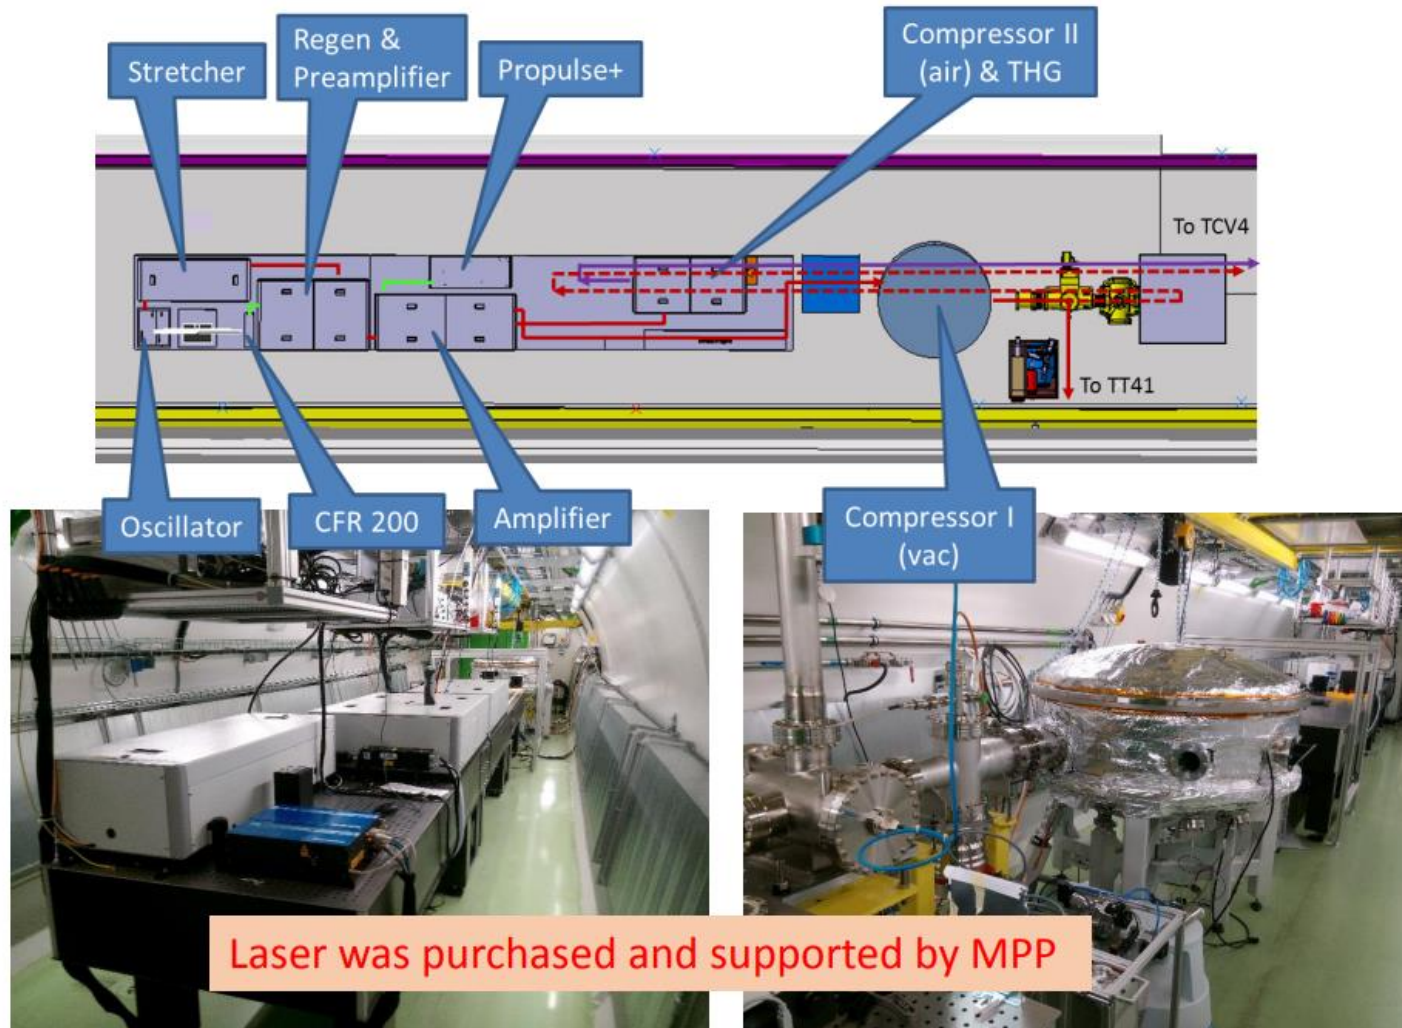 Stretcher
Regen &
Preamplifier
Propulse+
Compressor II
(air) & THG
To TCV4
To TT41
Oscillator
CFR 200
Amplifier
Compressor I
(vac)
Laser was purchased and supported by MPP